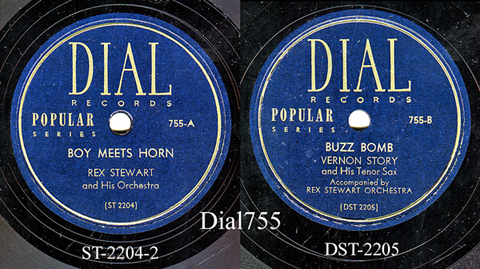 DIAL
RECORDS
POPULAR
SERIES
755-A
BOY MEETS HORN
REX STEWART
and His Orchestra
(ST 2204)
ST-2204-2
DIAL
RECORDS
POPULAR
SERIES
755-B
BUZZ BOMB
VERNON STORY
and His Tenor Sax
Accompanied by
REX STEWART ORCHESTRA
(DST 2205)
DST-2205
Dial755